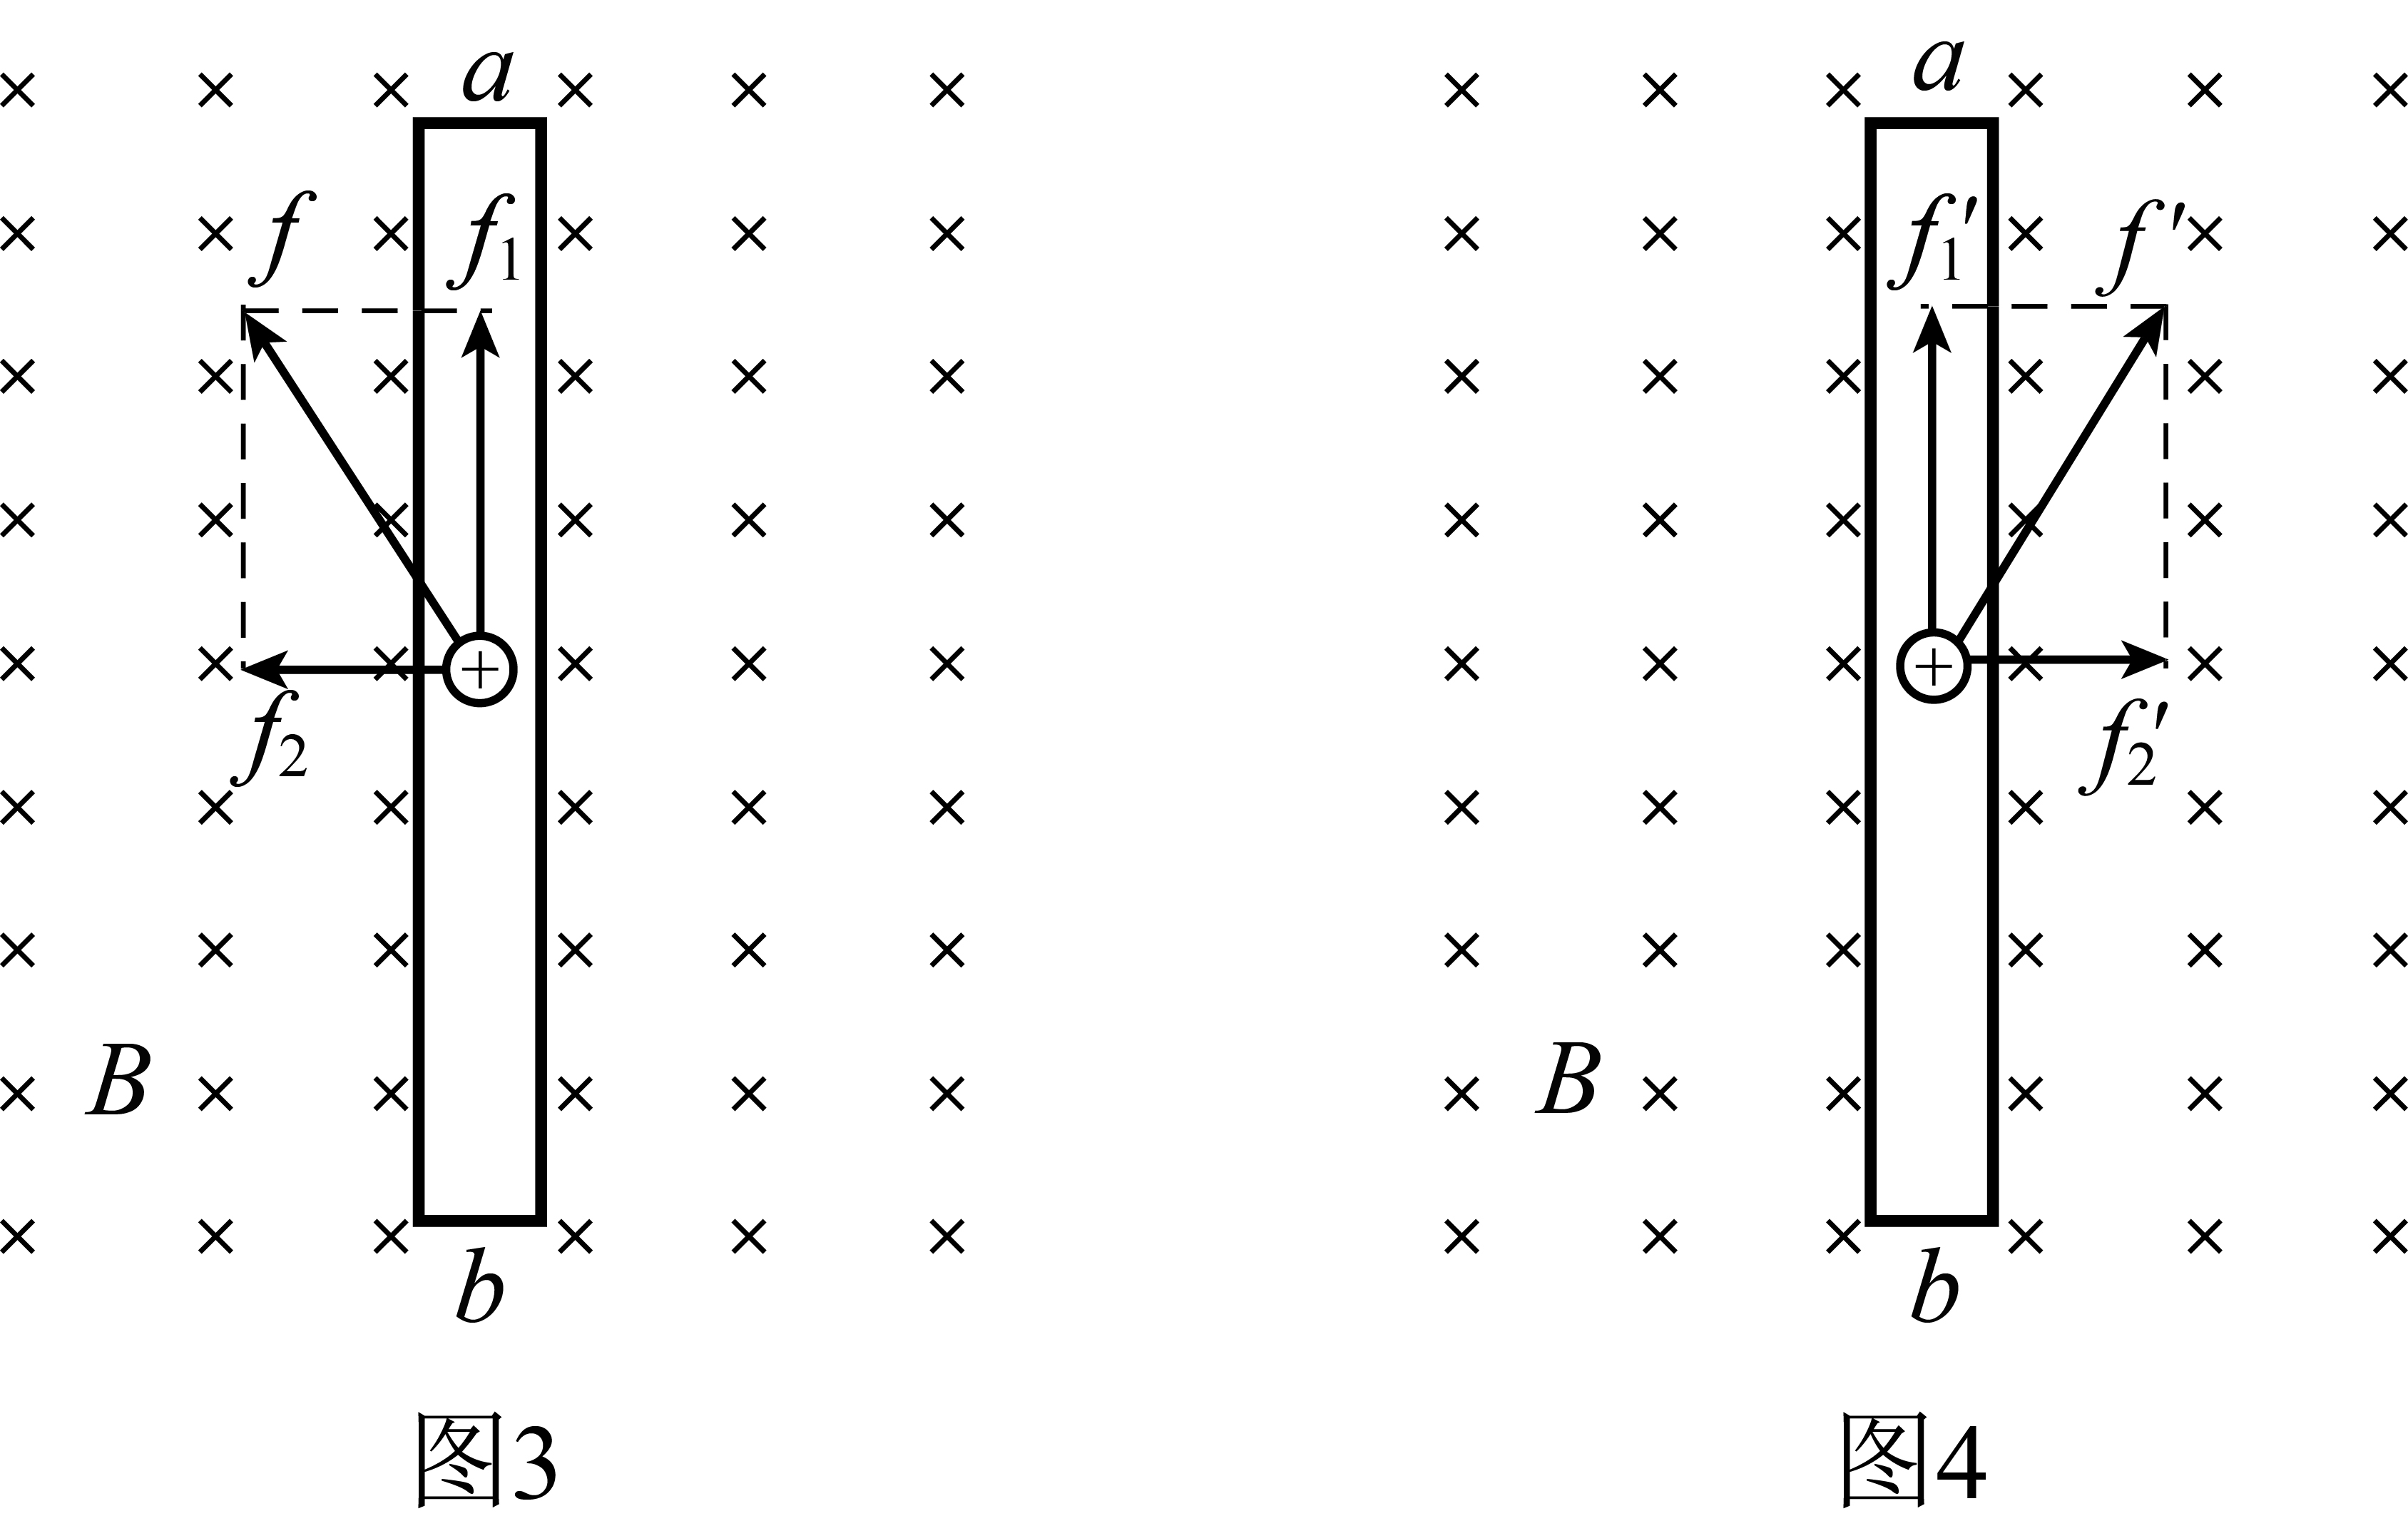 a a
f f₁ f₁′ f′
+ +
f₂ f₂′
B B
b b
图3 图4